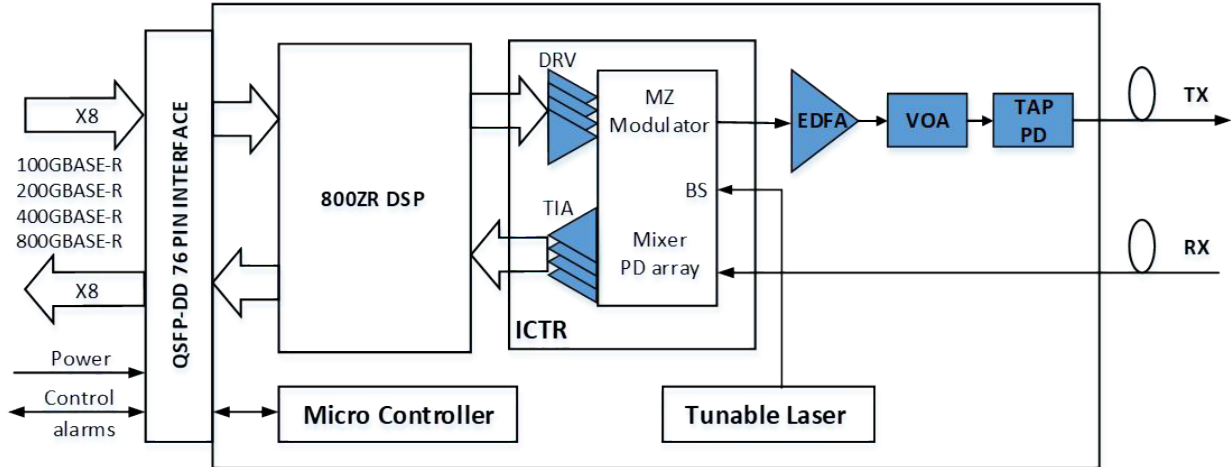 X8
100GBASE-R
200GBASE-R
400GBASE-R
800GBASE-R
X8
Power
Control
alarms
QSFP-DD 76 PIN INTERFACE
800ZR DSP
Micro Controller
DRV
MZ
Modulator
BS
TIA
Mixer
PD array
ICTR
Tunable Laser
EDFA
VOA
TAP
PD
TX
RX